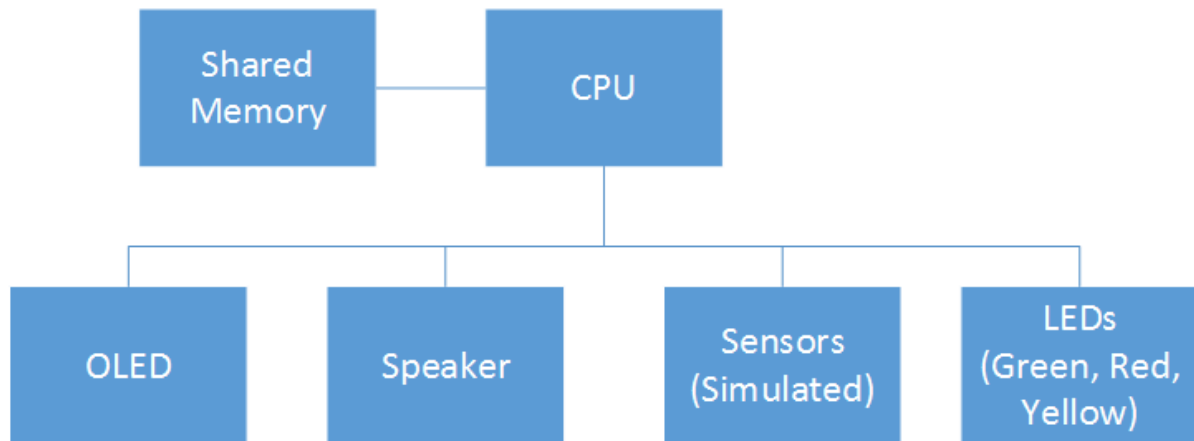 Shared
Memory
CPU
OLED
Speaker
Sensors
(Simulated)
LEDs
(Green, Red,
Yellow)